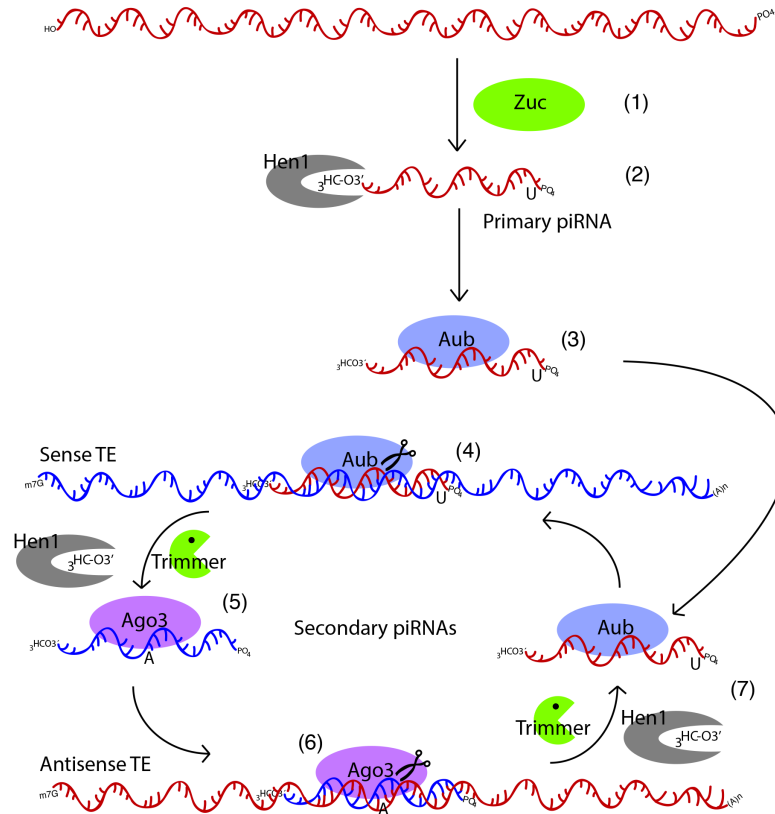 HO
PO4
Zuc
(1)
Hen1
3HC-O3'
U
PO4
(2)
Primary piRNA
Aub
(3)
3HCO3'
U
PO4
Sense TE
Aub
(4)
m7G
3HCO3'
U
PO4
(A)n
Hen1
3HC-O3'
Trimmer
(5)
Ago3
3HCO3'
A
PO4
Secondary piRNAs
Aub
3HCO3'
U
PO4
(7)
Trimmer
Hen1
3HC-O3'
(6)
Antisense TE
Ago3
m7G
3HCO3'
A
PO4
(A)n